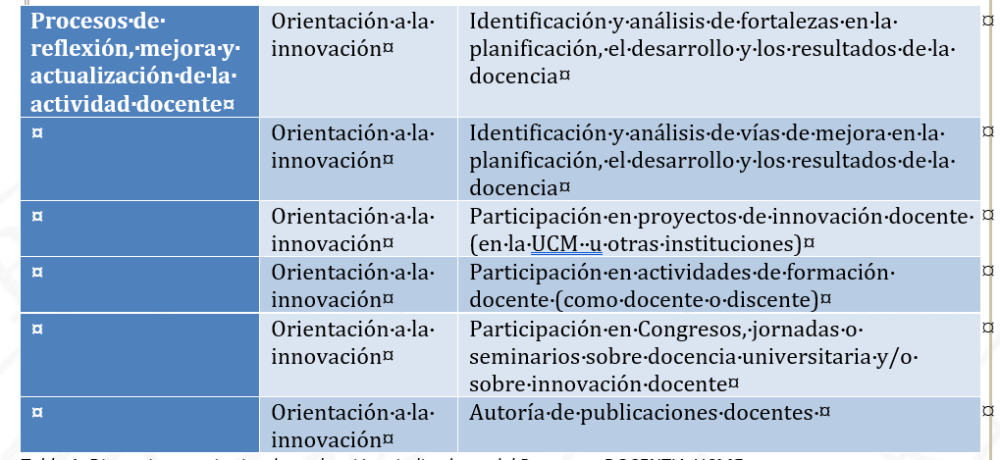 Procesos de
reflexión, mejora y
actualización de la
actividad docente¤
Orientación a la
innovación¤
Identificación y análisis de fortalezas en la
planificación, el desarrollo y los resultados de la
docencia¤
¤
¤
Orientación a la
innovación¤
Identificación y análisis de vías de mejora en la
planificación, el desarrollo y los resultados de la
docencia¤
¤
¤
Orientación a la
innovación¤
Participación en proyectos de innovación docente
(en la UCM  u otras instituciones)¤
¤
¤
Orientación a la
innovación¤
Participación en actividades de formación
docente (como docente o discente)¤
¤
¤
Orientación a la
innovación¤
Participación en Congresos, jornadas o
seminarios sobre docencia universitaria y/o
sobre innovación docente¤
¤
¤
Orientación a la
innovación¤
Autoría de publicaciones docentes ¤
¤